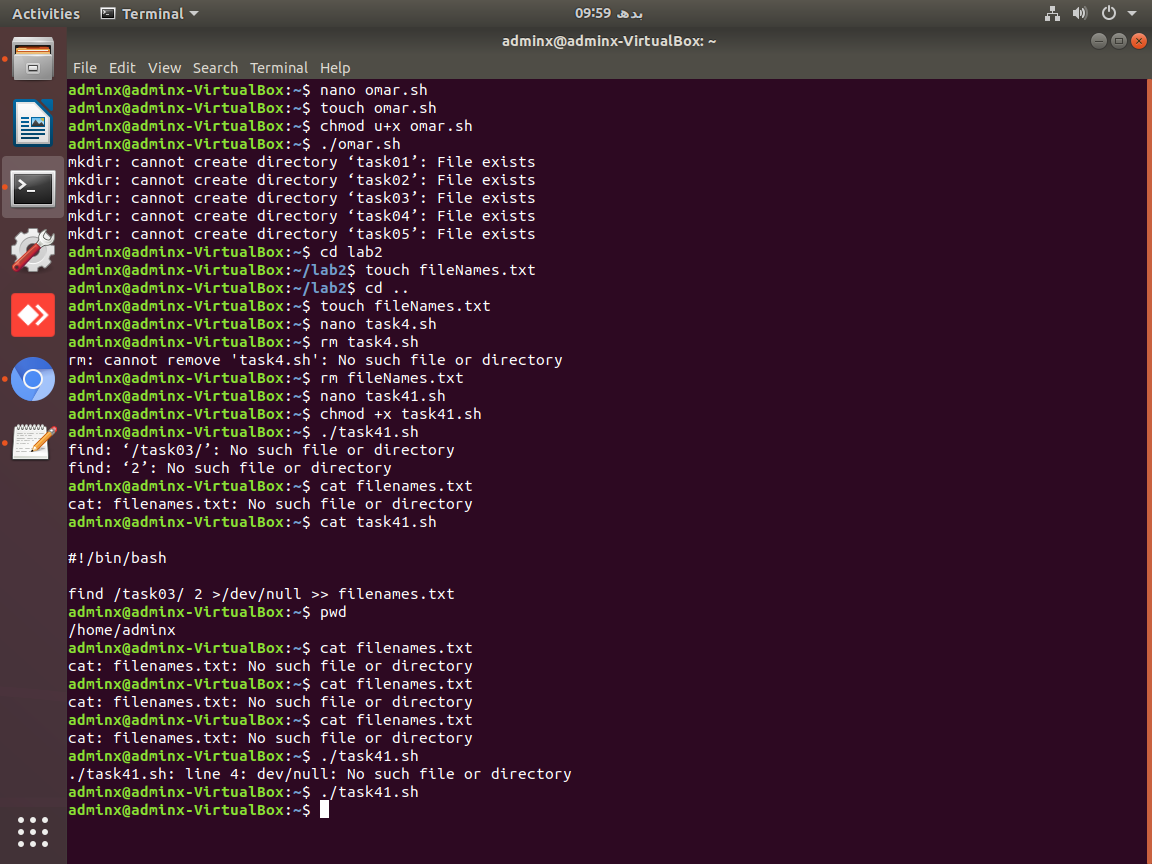 Activities Terminal بدھ 09:59
adminx@adminx-VirtualBox: ~
File Edit View Search Terminal Help
adminx@adminx-VirtualBox:~$ nano omar.sh
adminx@adminx-VirtualBox:~$ touch omar.sh
adminx@adminx-VirtualBox:~$ chmod u+x omar.sh
adminx@adminx-VirtualBox:~$ ./omar.sh
mkdir: cannot create directory ‘task01’: File exists
mkdir: cannot create directory ‘task02’: File exists
mkdir: cannot create directory ‘task03’: File exists
mkdir: cannot create directory ‘task04’: File exists
mkdir: cannot create directory ‘task05’: File exists
adminx@adminx-VirtualBox:~$ cd lab2
adminx@adminx-VirtualBox:~/lab2$ touch fileNames.txt
adminx@adminx-VirtualBox:~/lab2$ cd ..
adminx@adminx-VirtualBox:~$ touch fileNames.txt
adminx@adminx-VirtualBox:~$ nano task4.sh
adminx@adminx-VirtualBox:~$ rm task4.sh
rm: cannot remove 'task4.sh': No such file or directory
adminx@adminx-VirtualBox:~$ rm fileNames.txt
adminx@adminx-VirtualBox:~$ nano task41.sh
adminx@adminx-VirtualBox:~$ chmod +x task41.sh
adminx@adminx-VirtualBox:~$ ./task41.sh
find: ‘/task03/’: No such file or directory
find: ‘2’: No such file or directory
adminx@adminx-VirtualBox:~$ cat filenames.txt
cat: filenames.txt: No such file or directory
adminx@adminx-VirtualBox:~$ cat task41.sh
#!/bin/bash
find /task03/ 2 >/dev/null >> filenames.txt
adminx@adminx-VirtualBox:~$ pwd
/home/adminx
adminx@adminx-VirtualBox:~$ cat filenames.txt
cat: filenames.txt: No such file or directory
adminx@adminx-VirtualBox:~$ cat filenames.txt
cat: filenames.txt: No such file or directory
adminx@adminx-VirtualBox:~$ cat filenames.txt
cat: filenames.txt: No such file or directory
adminx@adminx-VirtualBox:~$ ./task41.sh
./task41.sh: line 4: dev/null: No such file or directory
adminx@adminx-VirtualBox:~$ ./task41.sh
adminx@adminx-VirtualBox:~$